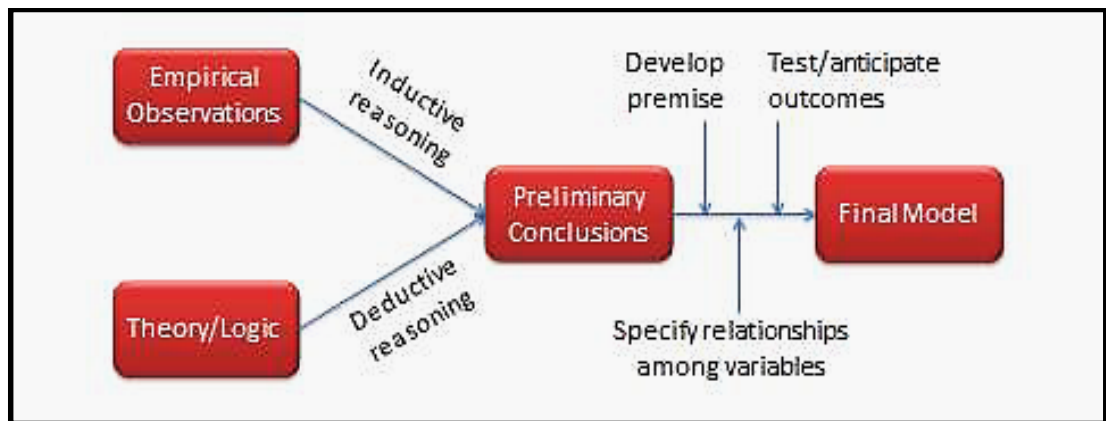 Empirical
Observations
Inductive
reasoning
Theory/Logic
Deductive
reasoning
Preliminary
Conclusions
Develop
premise
Test/anticipate
outcomes
Specify relationships
among variables
Final Model